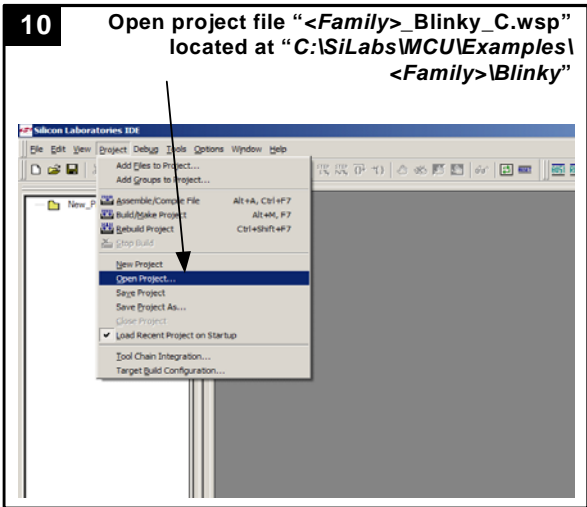 10
Open project file “<Family>_Blinky_C.wsp”
located at “C:\SiLabs\MCU\Examples\
<Family>\Blinky”
Silicon Laboratories IDE
File Edit View Project Debug Tools Options Window Help
Add Files to Project...
Add Groups to Project...
New_P
Assemble/Compile File Alt+A, Ctrl+F7
Build/Make Project Alt+M, F7
Rebuild Project Ctrl+Shift+F7
Stop Build
New Project
Open Project...
Save Project
Save Project As...
Close Project
Load Recent Project on Startup
Tool Chain Integration...
Target Build Configuration...